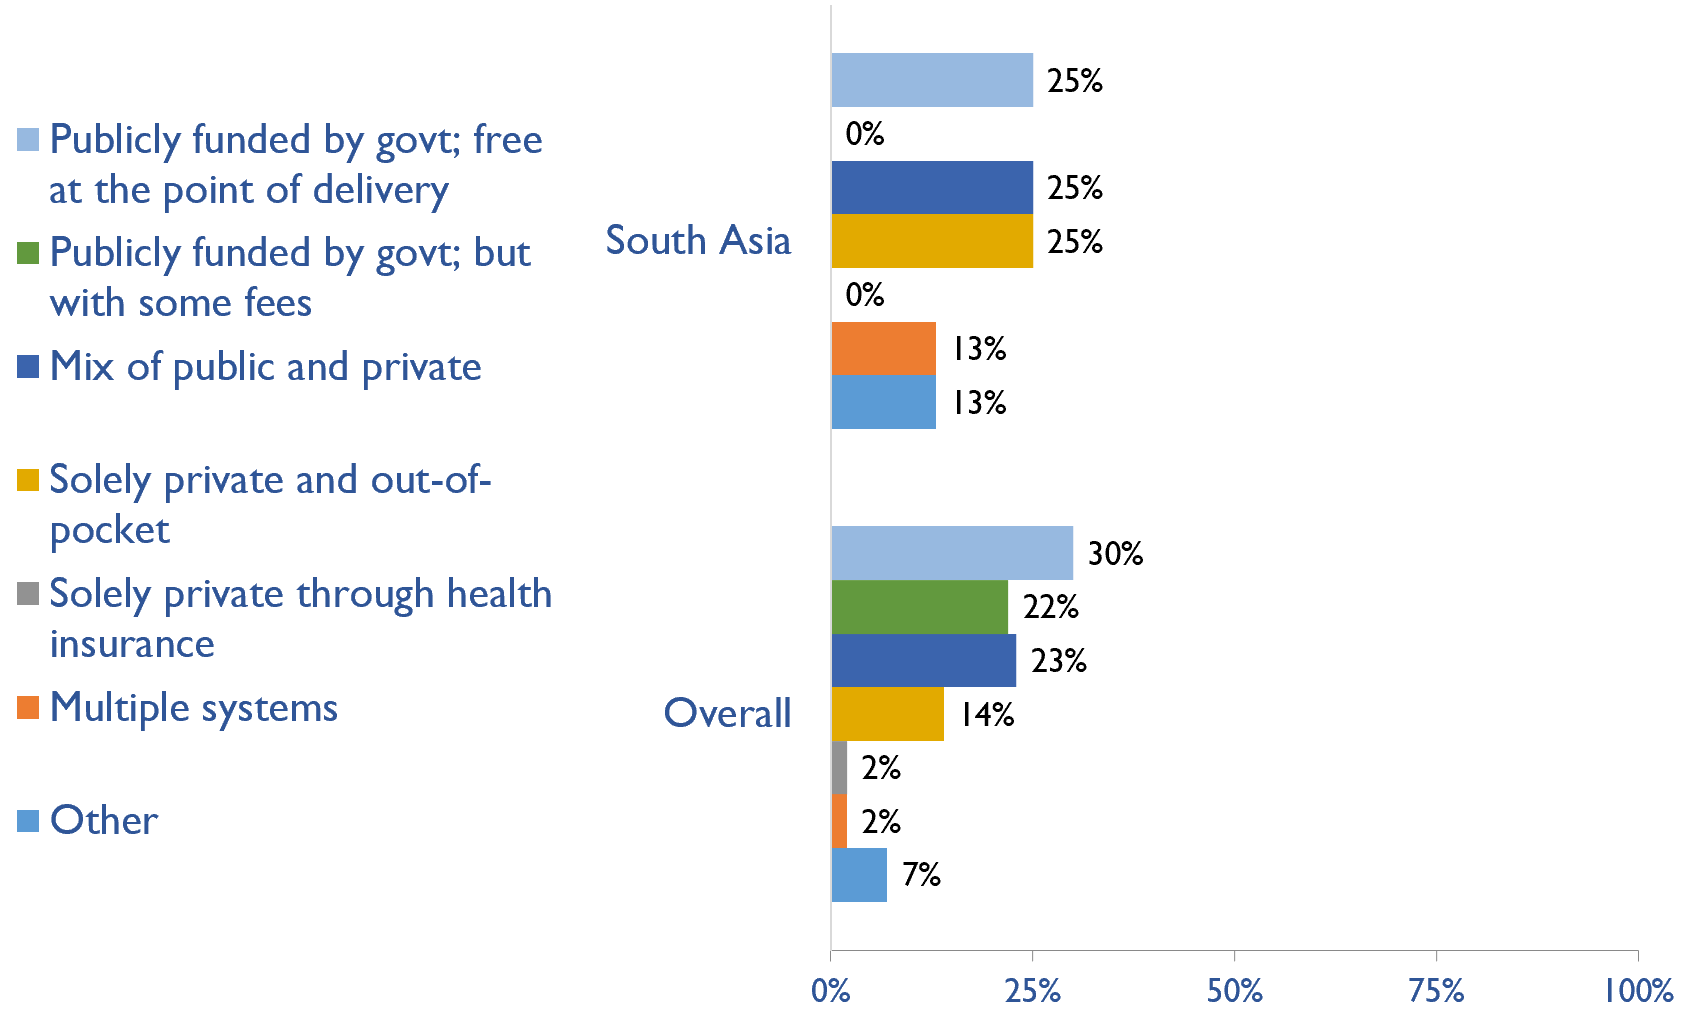 Publicly funded by govt; free
at the point of delivery
Publicly funded by govt; but
with some fees
Mix of public and private
Solely private and out-of-
pocket
Solely private through health
insurance
Multiple systems
Other
South Asia
25%
0%
25%
25%
0%
13%
13%
Overall
30%
22%
23%
14%
2%
2%
7%
0%
25%
50%
75%
100%